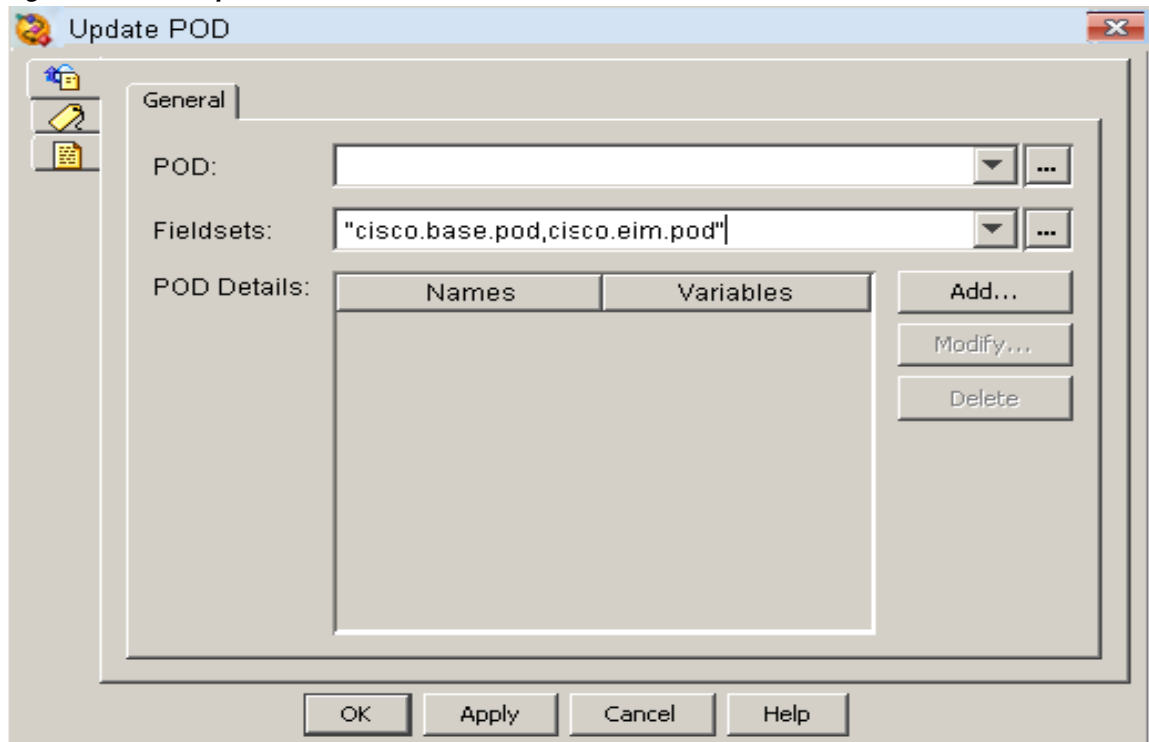 Update POD
General
POD:
...
Fieldsets: "cisco.base.pod,cisco.eim.pod"
...
POD Details:
Names Variables
Add...
Modify...
Delete
OK Apply Cancel Help